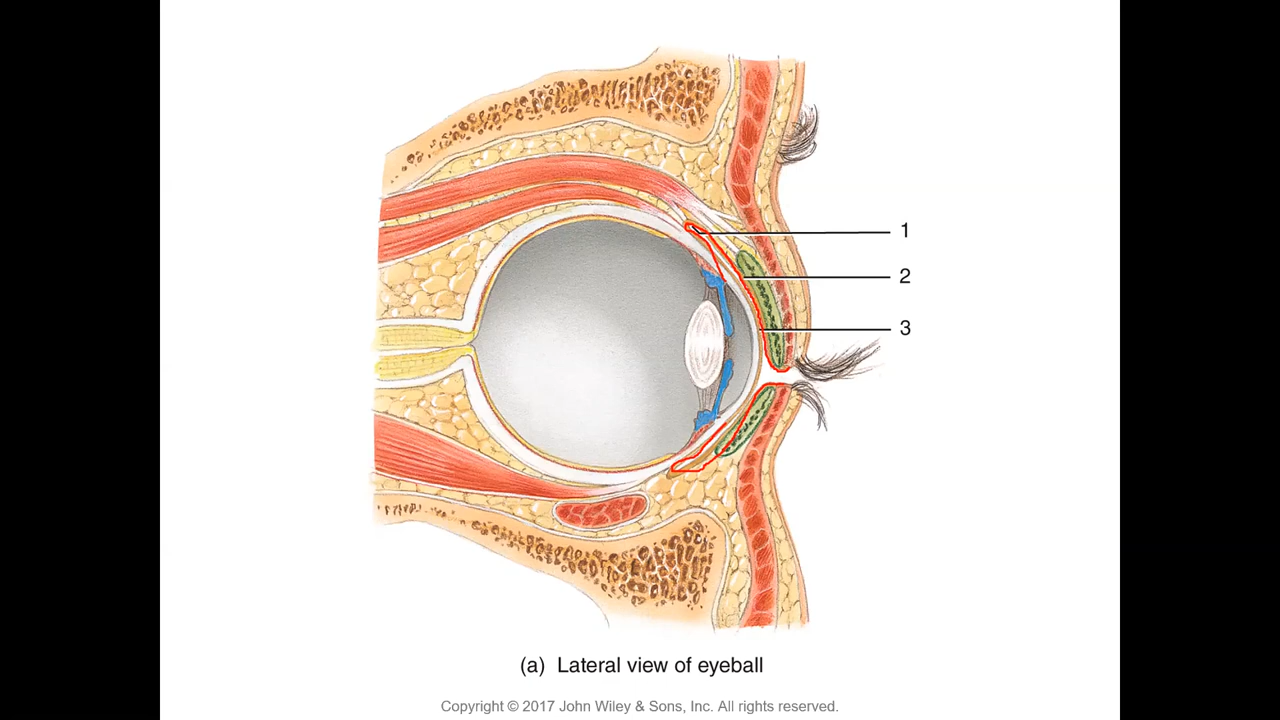 1
2
3
(a) Lateral view of eyeball
Copyright © 2017 John Wiley & Sons, Inc. All rights reserved.